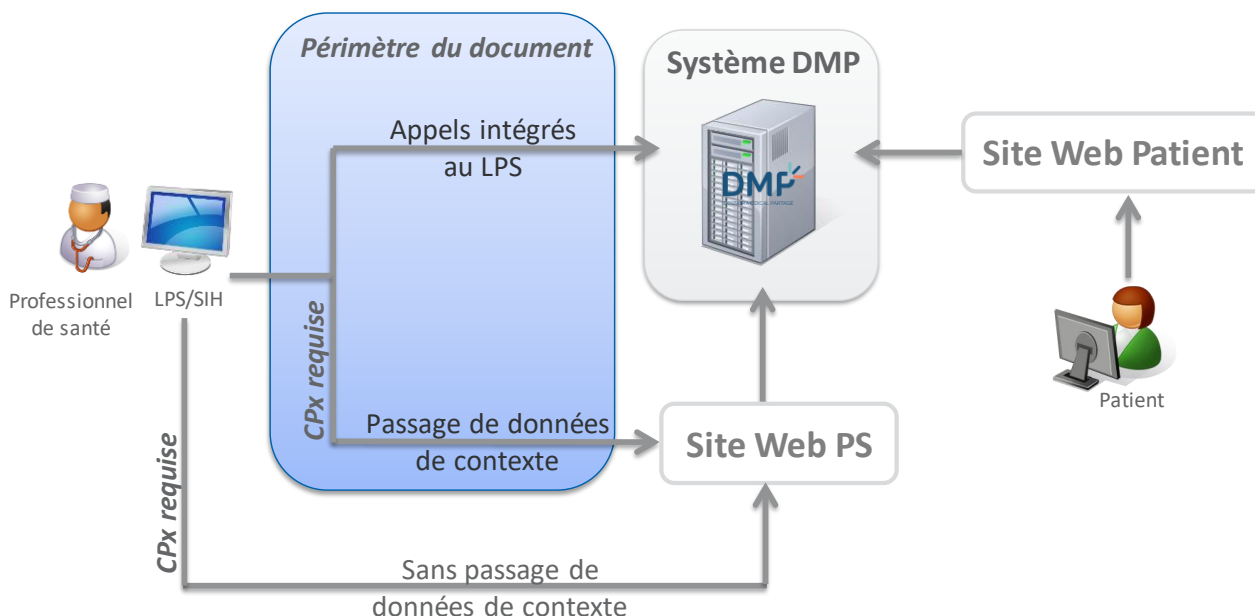 Périmètre du document
Système DMP
Appels intégrés
au LPS
DMP
Site Web Patient
Professionnel
de santé
LPS/SIH
CPx requise
Passage de données
de contexte
Site Web PS
Patient
CPx requise
Sans passage de
données de contexte